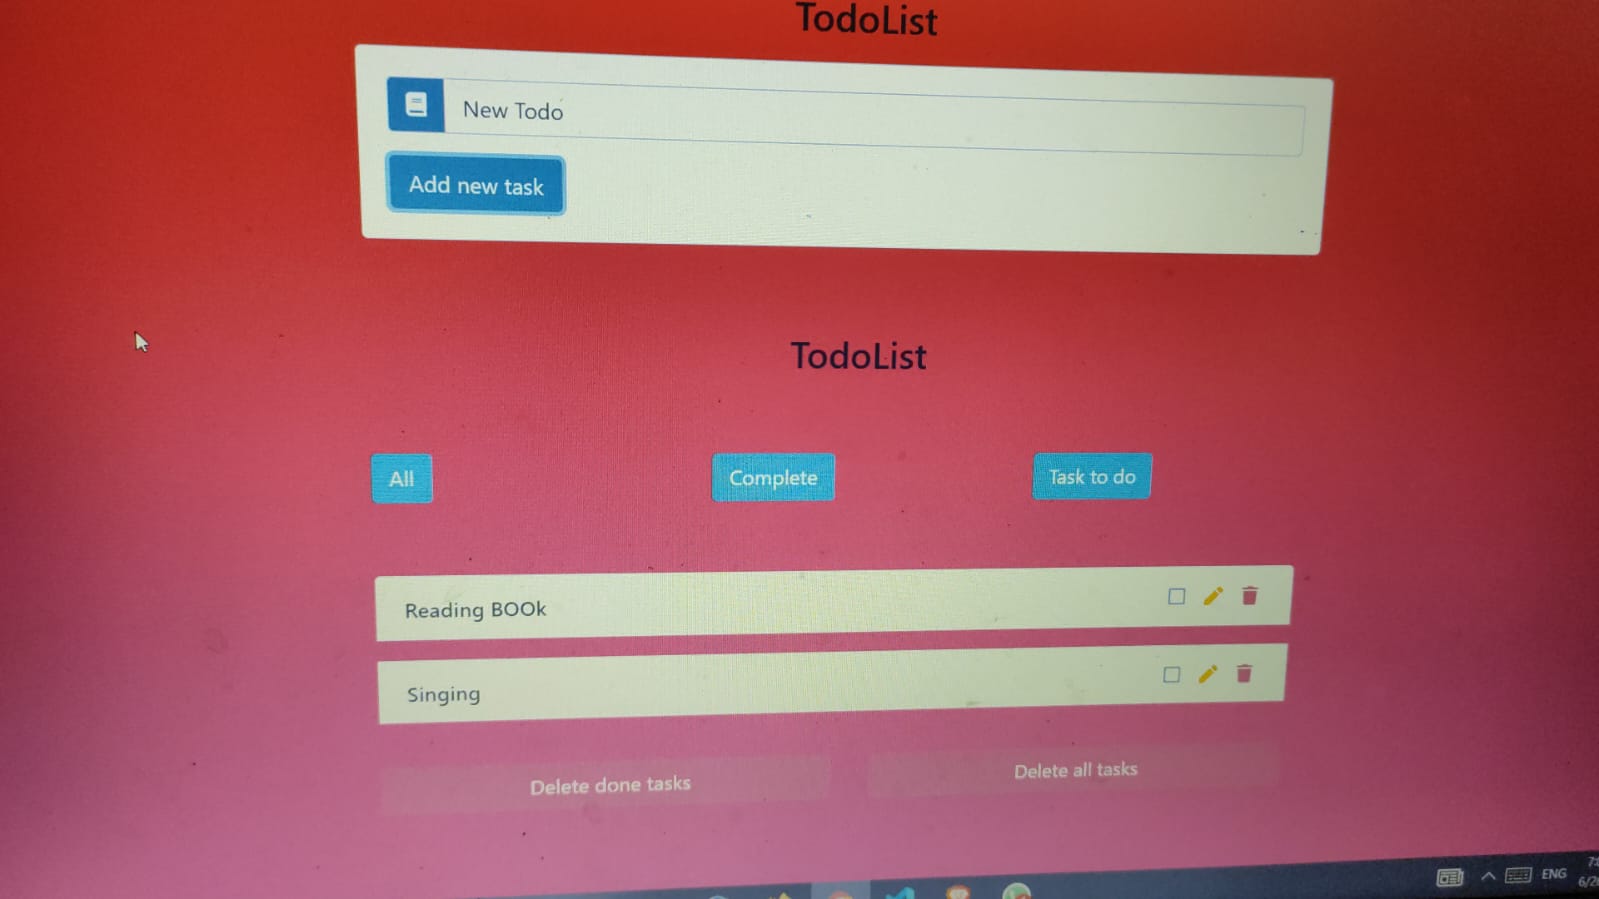 TodoList
New Todo
Add new task
TodoList
All
Complete
Task to do
Reading BOOk
Singing
Delete done tasks
Delete all tasks
ENG